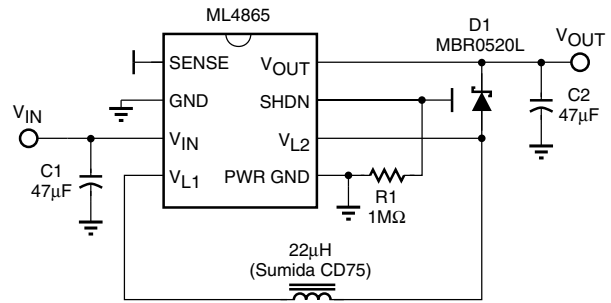 ML4865
D1
MBR0520L
VOUT
SENSE
VOUT
GND
SHDN
C2
47µF
VIN
VIN
VL2
C1
47µF
VL1
PWR GND
R1
1MΩ
22µH
(Sumida CD75)